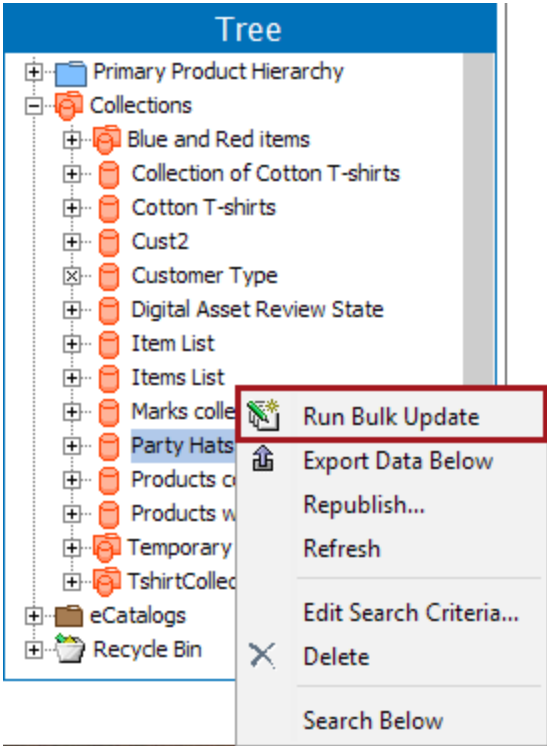 Tree
Primary Product Hierarchy
Collections
Blue and Red items
Collection of Cotton T-shirts
Cotton T-shirts
Cust2
Customer Type
Digital Asset Review State
Item List
Items List
Marks colle
Party Hats
Products c
Products w
Temporary
TshirtCollec
eCatalogs
Recycle Bin
Run Bulk Update
Export Data Below
Republish...
Refresh
Edit Search Criteria...
Delete
Search Below